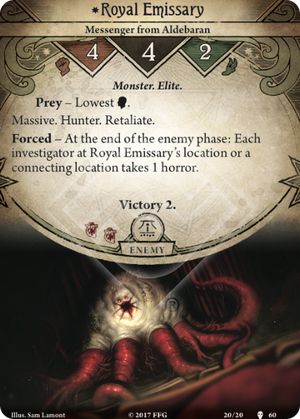 Royal Emissary
Messenger from Aldebaran
4 4 2
Monster. Elite.
Prey – Lowest .
Massive. Hunter. Retaliate.
Forced – At the end of the enemy phase: Each
investigator at Royal Emissary's location or a
connecting location takes 1 horror.
Victory 2.
ENEMY
Illus. Sam Lamont © 2017 FFG 20/20 60